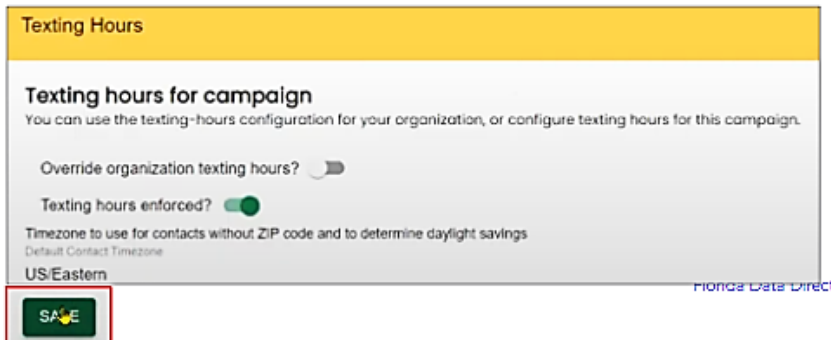 Texting Hours
Texting hours for campaign
You can use the texting-hours configuration for your organization, or configure texting hours for this campaign.
Override organization texting hours?
Texting hours enforced?
Timezone to use for contacts without ZIP code and to determine daylight savings
Default Contact Timezone
US/Eastern
Florida Data Direct
SAVE